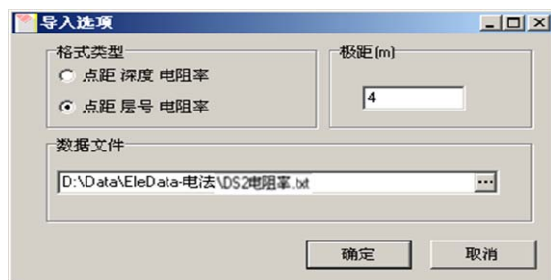 导入选项
格式类型
点距 深度 电阻率
点距 层号 电阻率
极距(m)
4
数据文件
D:\Data\EleData-电法\DS2电阻率.txt
...
确定
取消